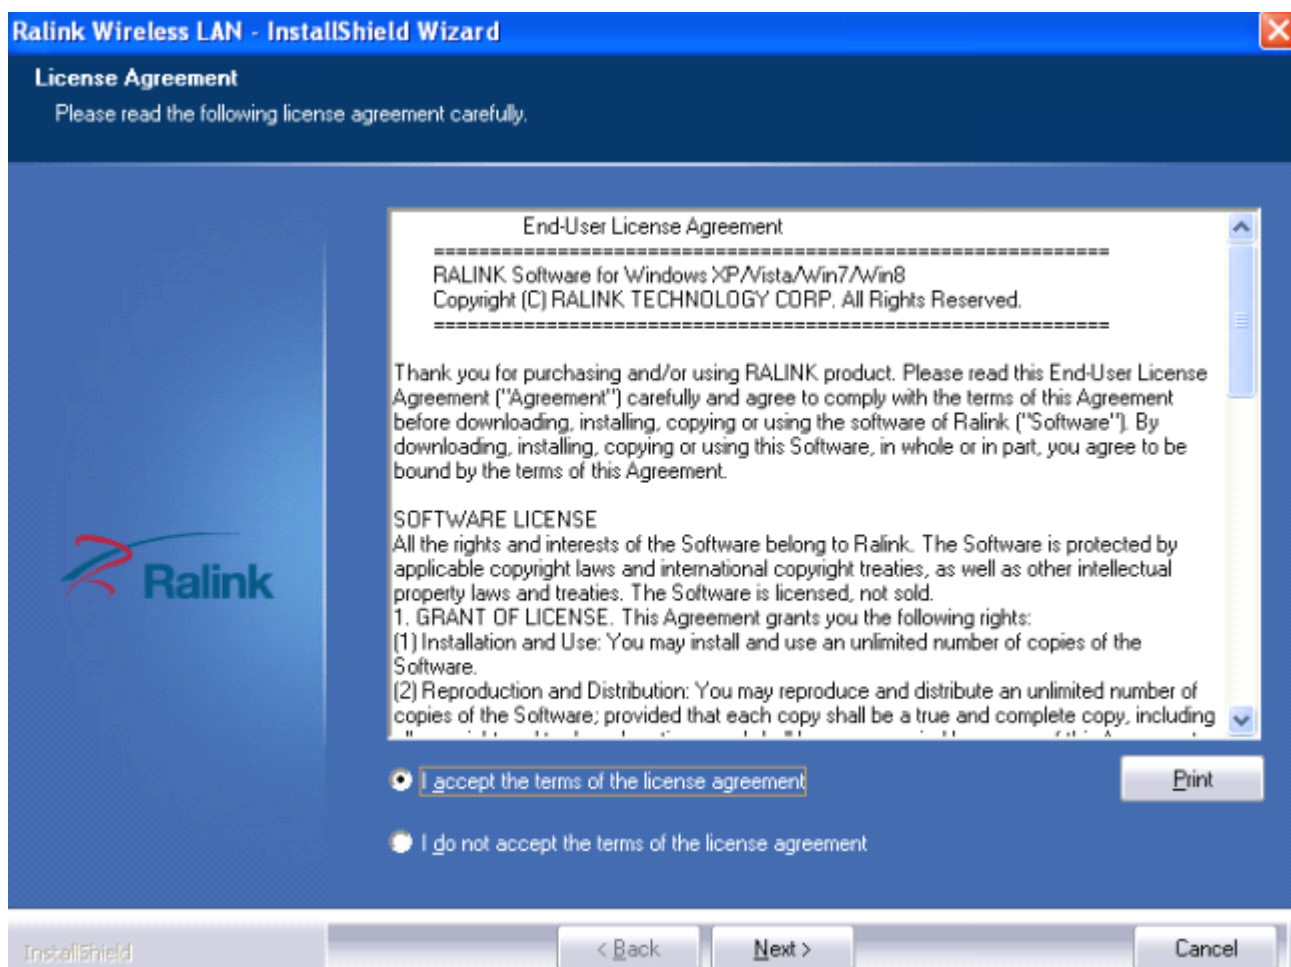 Ralink Wireless LAN - InstallShield Wizard
License Agreement
Please read the following license agreement carefully.
End-User License Agreement
============================================================
RALINK Software for Windows XP/Vista/Win7/Win8
Copyright (C) RALINK TECHNOLOGY CORP. All Rights Reserved.
============================================================
Thank you for purchasing and/or using RALINK product. Please read this End-User License
Agreement ("Agreement") carefully and agree to comply with the terms of this Agreement
before downloading, installing, copying or using the software of Ralink ("Software"). By
downloading, installing, copying or using this Software, in whole or in part, you agree to be
bound by the terms of this Agreement.
SOFTWARE LICENSE
All the rights and interests of the Software belong to Ralink. The Software is protected by
applicable copyright laws and international copyright treaties, as well as other intellectual
property laws and treaties. The Software is licensed, not sold.
1. GRANT OF LICENSE. This Agreement grants you the following rights:
(1) Installation and Use: You may install and use an unlimited number of copies of the
Software.
(2) Reproduction and Distribution: You may reproduce and distribute an unlimited number of
copies of the Software; provided that each copy shall be a true and complete copy, including
Ralink
I accept the terms of the license agreement
Print
I do not accept the terms of the license agreement
InstallShield
< Back
Next >
Cancel